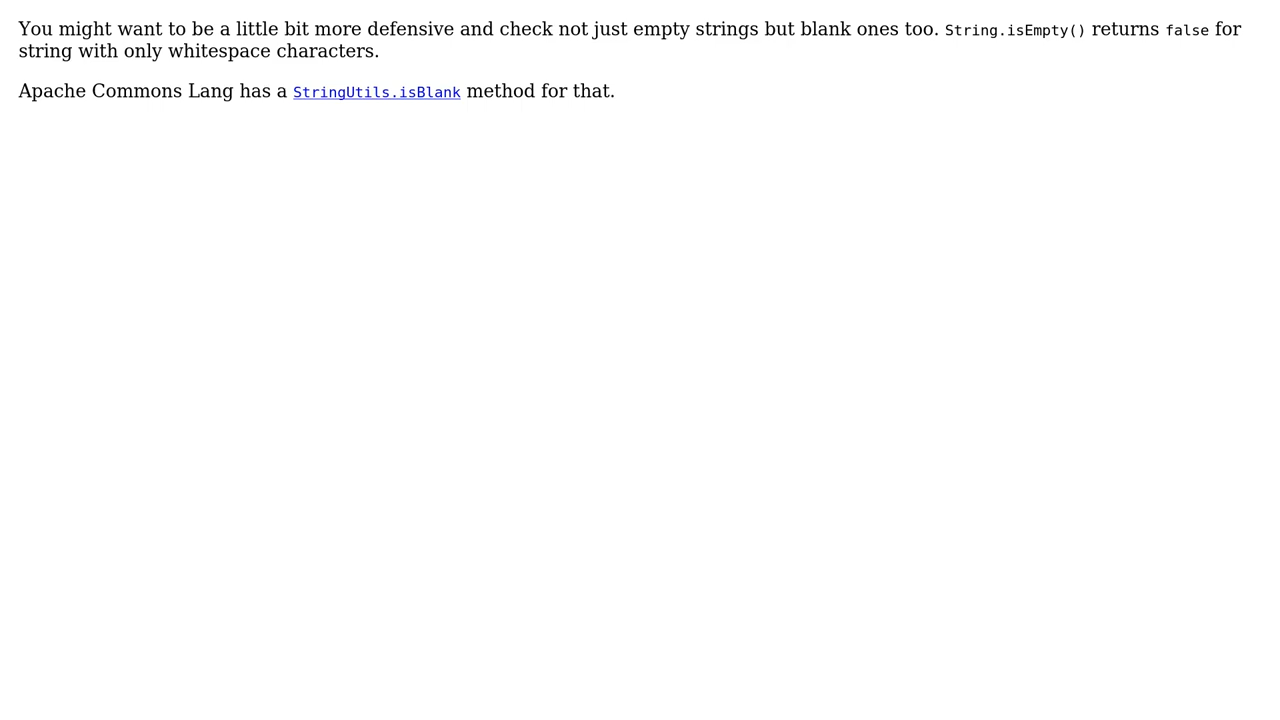 You might want to be a little bit more defensive and check not just empty strings but blank ones too. String.isEmpty() returns false for
string with only whitespace characters.
Apache Commons Lang has a StringUtils.isBlank method for that.